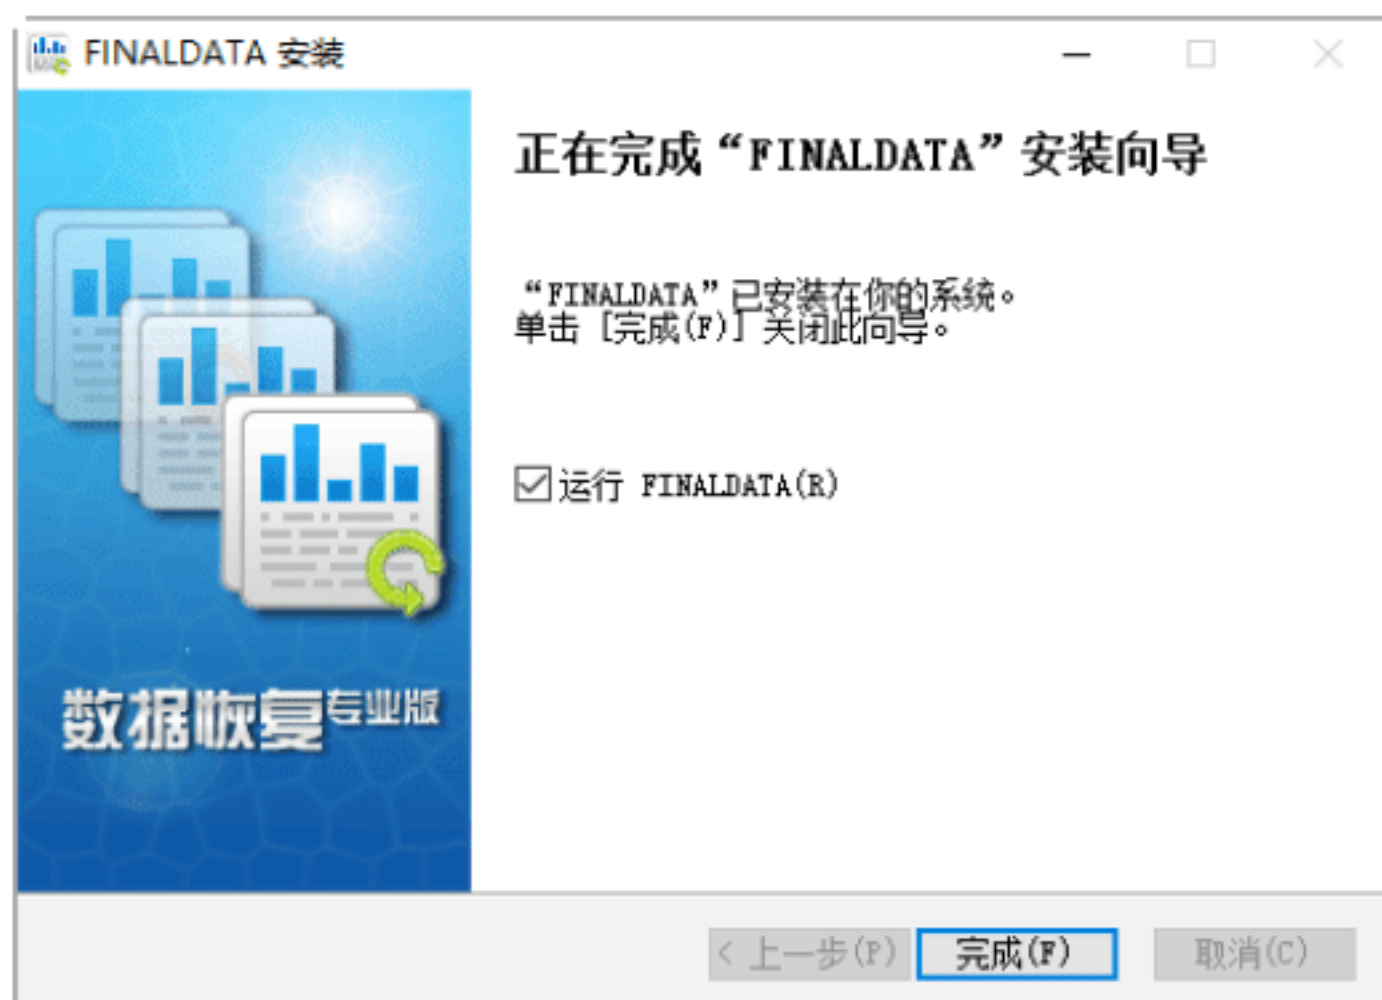 FINALDATA 安装
正在完成“FINALDATA”安装向导
“FINALDATA”已安装在你的系统。
单击 [完成(F)] 关闭此向导。
运行 FINALDATA(R)
数据恢复专业版
< 上一步(P)
完成(F)
取消(C)